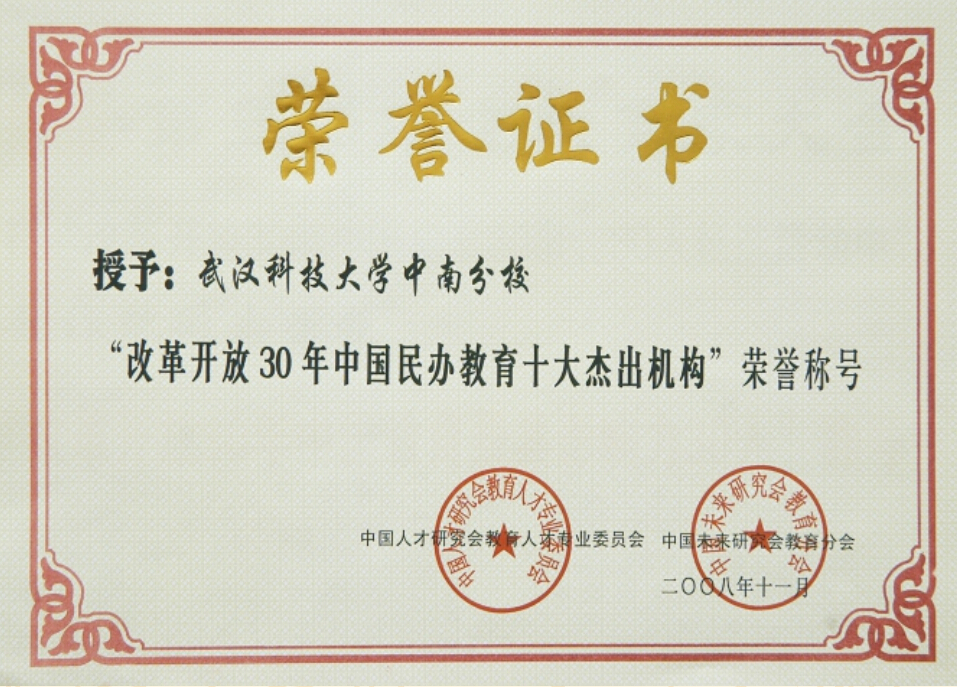 荣誉证书
授予：武汉科技大学中南分校
“改革开放30年中国民办教育十大杰出机构”荣誉称号
中国人才研究会教育人才专业委员会 中国未来研究会教育分会
二〇〇八年十一月
中国人才研究会教育人才专业委员会
中国未来研究会教育分会